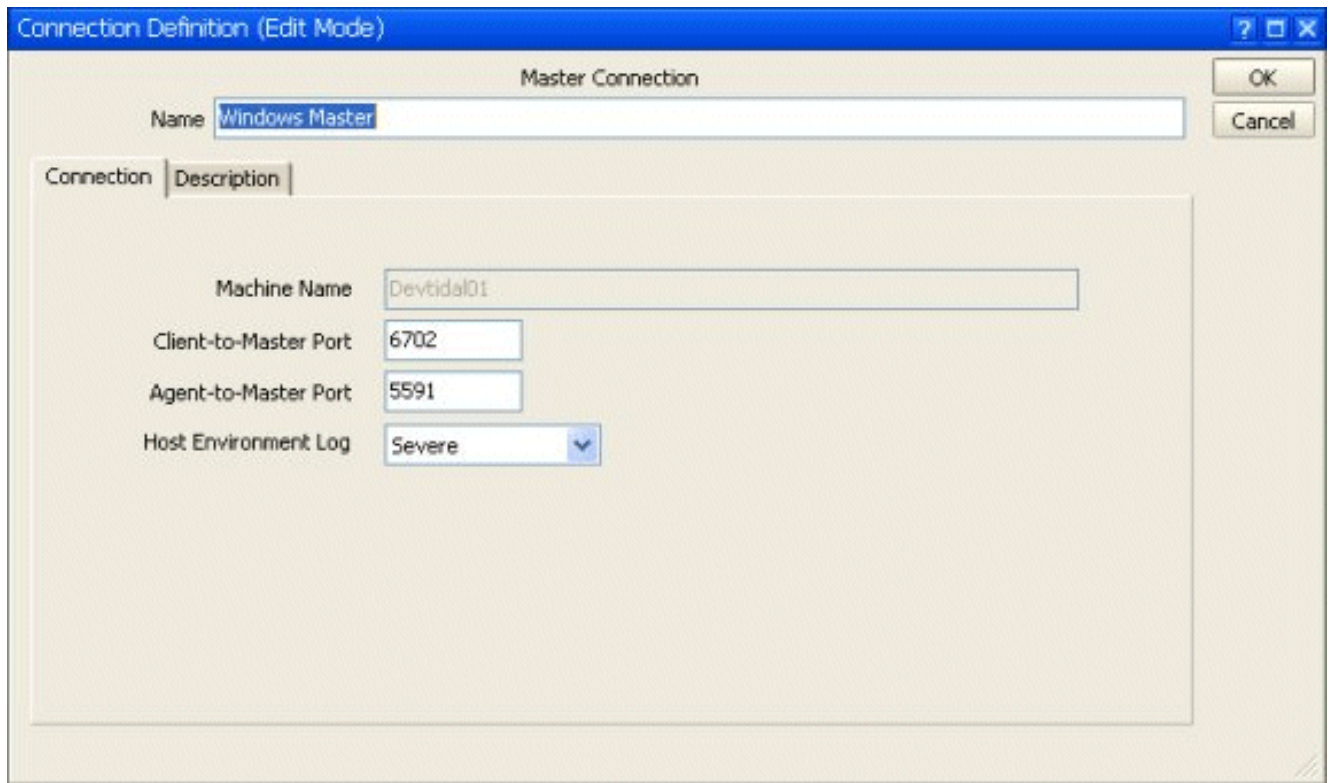 Connection Definition (Edit Mode)
Master Connection
OK
Name Windows Master
Cancel
Connection Description
Machine Name Devtidal01
Client-to-Master Port 6702
Agent-to-Master Port 5591
Host Environment Log Severe